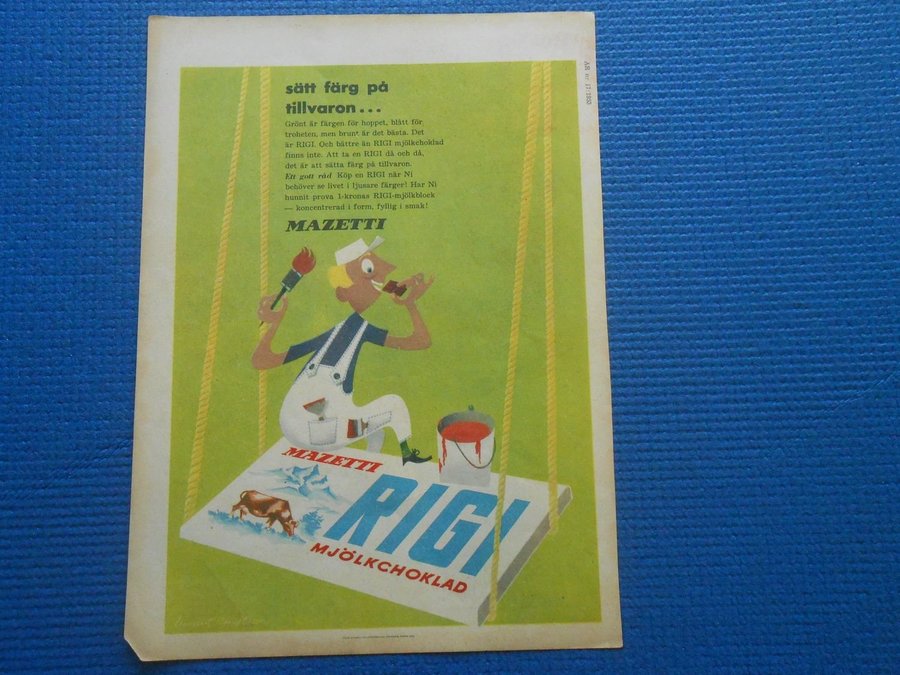 sätt färg på
tillvaron...
Grönt är färgen för hoppet, blått för
troheten, men brunt är det bästa. Det
är RIGI. Och bättre än RIGI mjölkchoklad
finns inte. Att ta en RIGI då och då,
det är att sätta färg på tillvaron.
Ett gott råd Köp en RIGI när Ni
behöver se livet i ljusare färger! Har Ni
hunnit prova 1-kronas RIGI-mjölkblock
— koncentrerad i form, fyllig i smak!
MAZETTI
MAZETTI
RIGI
MJÖLKCHOKLAD